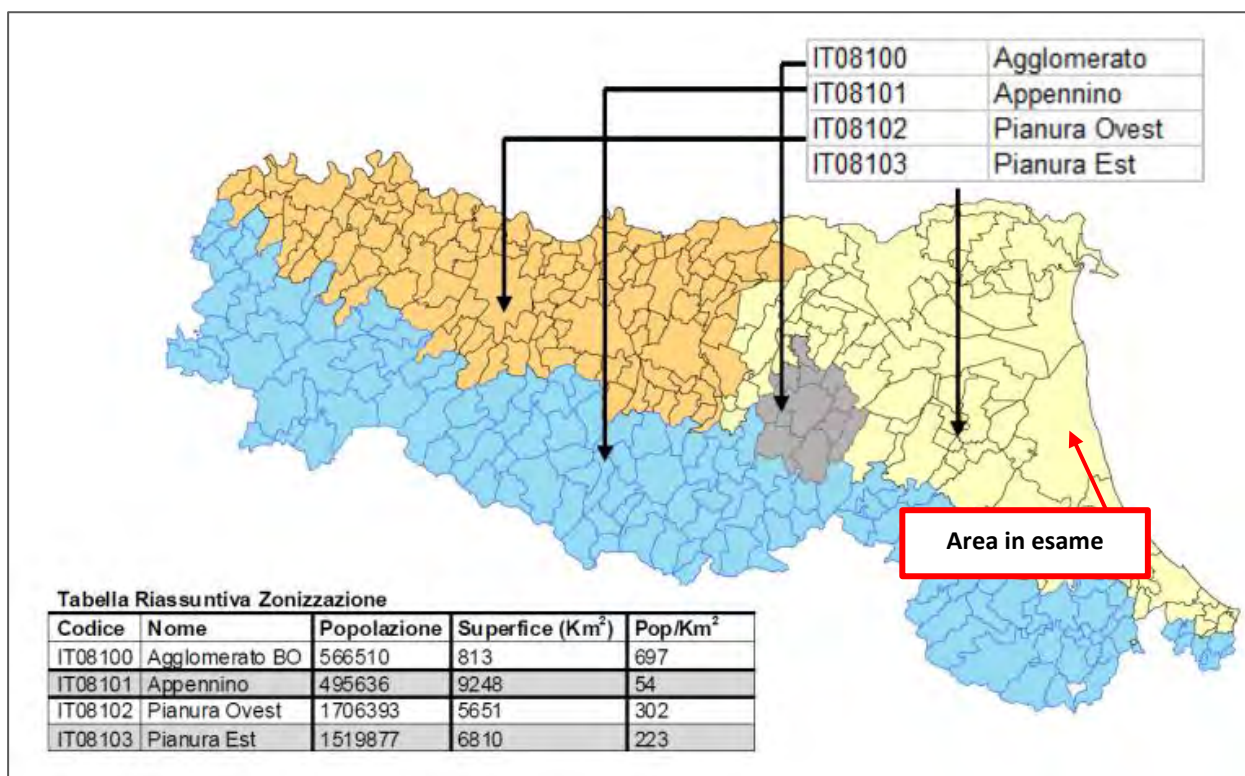 IT08100 Agglomerato
IT08101 Appennino
IT08102 Pianura Ovest
IT08103 Pianura Est
Area in esame
Tabella Riassuntiva Zonizzazione
Codice Nome Popolazione Superfice (Km²) Pop/Km²
IT08100 Agglomerato BO 566510 813 697
IT08101 Appennino 495636 9248 54
IT08102 Pianura Ovest 1706393 5651 302
IT08103 Pianura Est 1519877 6810 223